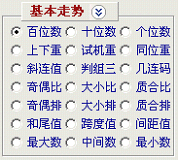 基本走势
百位数 十位数 个位数
上下重 试机重 同位重
斜连值 判组三 几连码
奇偶比 大小比 质合比
奇偶排 大小排 质合排
和尾值 跨度值 间距值
最大数 中间数 最小数